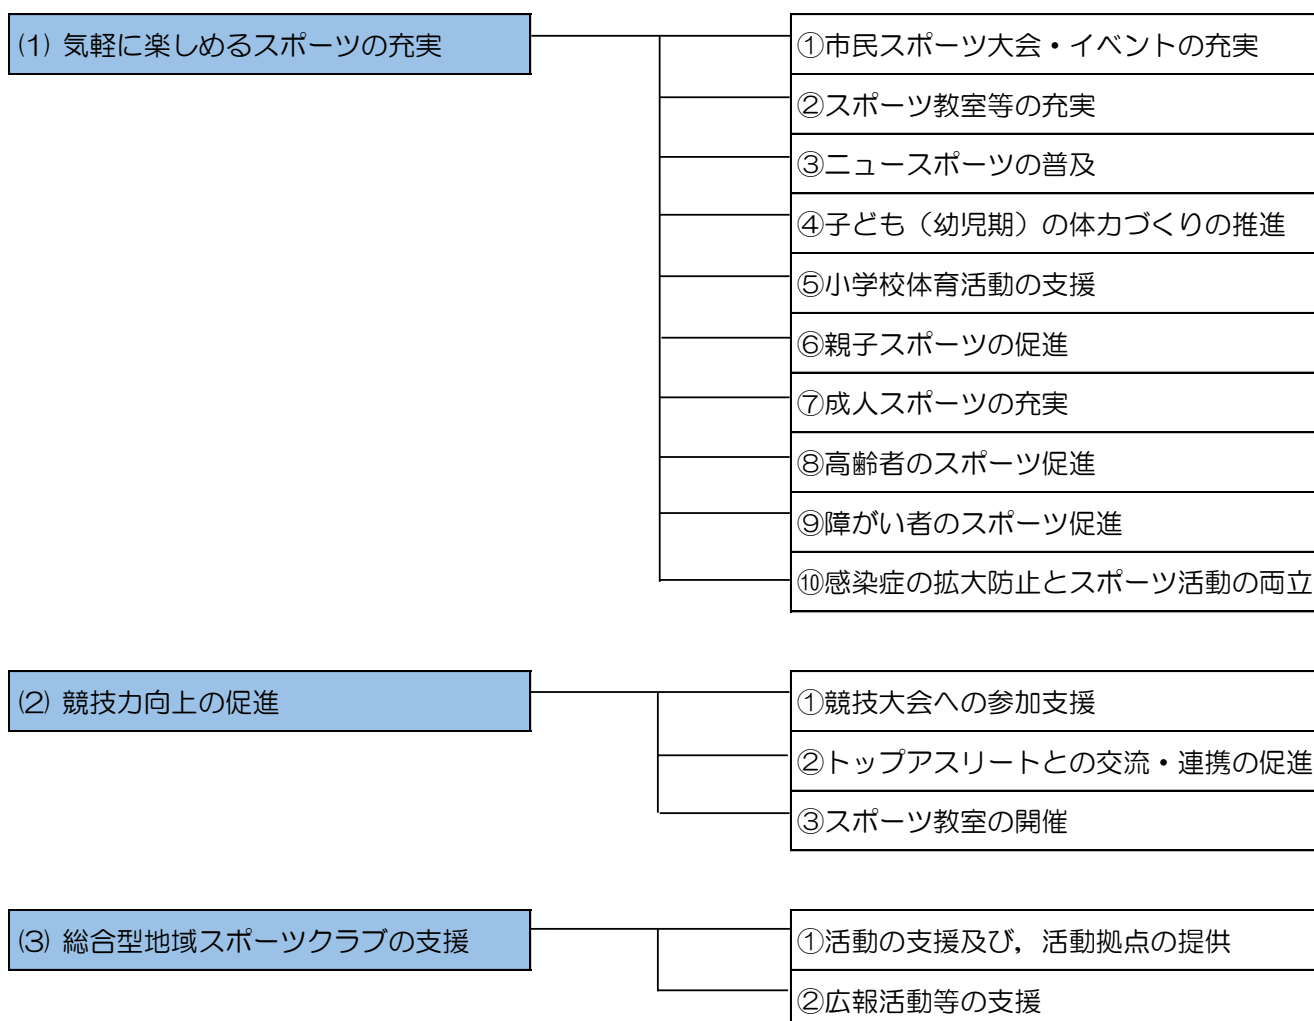 ⑴ 気軽に楽しめるスポーツの充実
①市民スポーツ大会・イベントの充実
②スポーツ教室等の充実
③ニュースポーツの普及
④子ども（幼児期）の体力づくりの推進
⑤小学校体育活動の支援
⑥親子スポーツの促進
⑦成人スポーツの充実
⑧高齢者のスポーツ促進
⑨障がい者のスポーツ促進
⑩感染症の拡大防止とスポーツ活動の両立
⑵ 競技力向上の促進
①競技大会への参加支援
②トップアスリートとの交流・連携の促進
③スポーツ教室の開催
⑶ 総合型地域スポーツクラブの支援
①活動の支援及び，活動拠点の提供
②広報活動等の支援